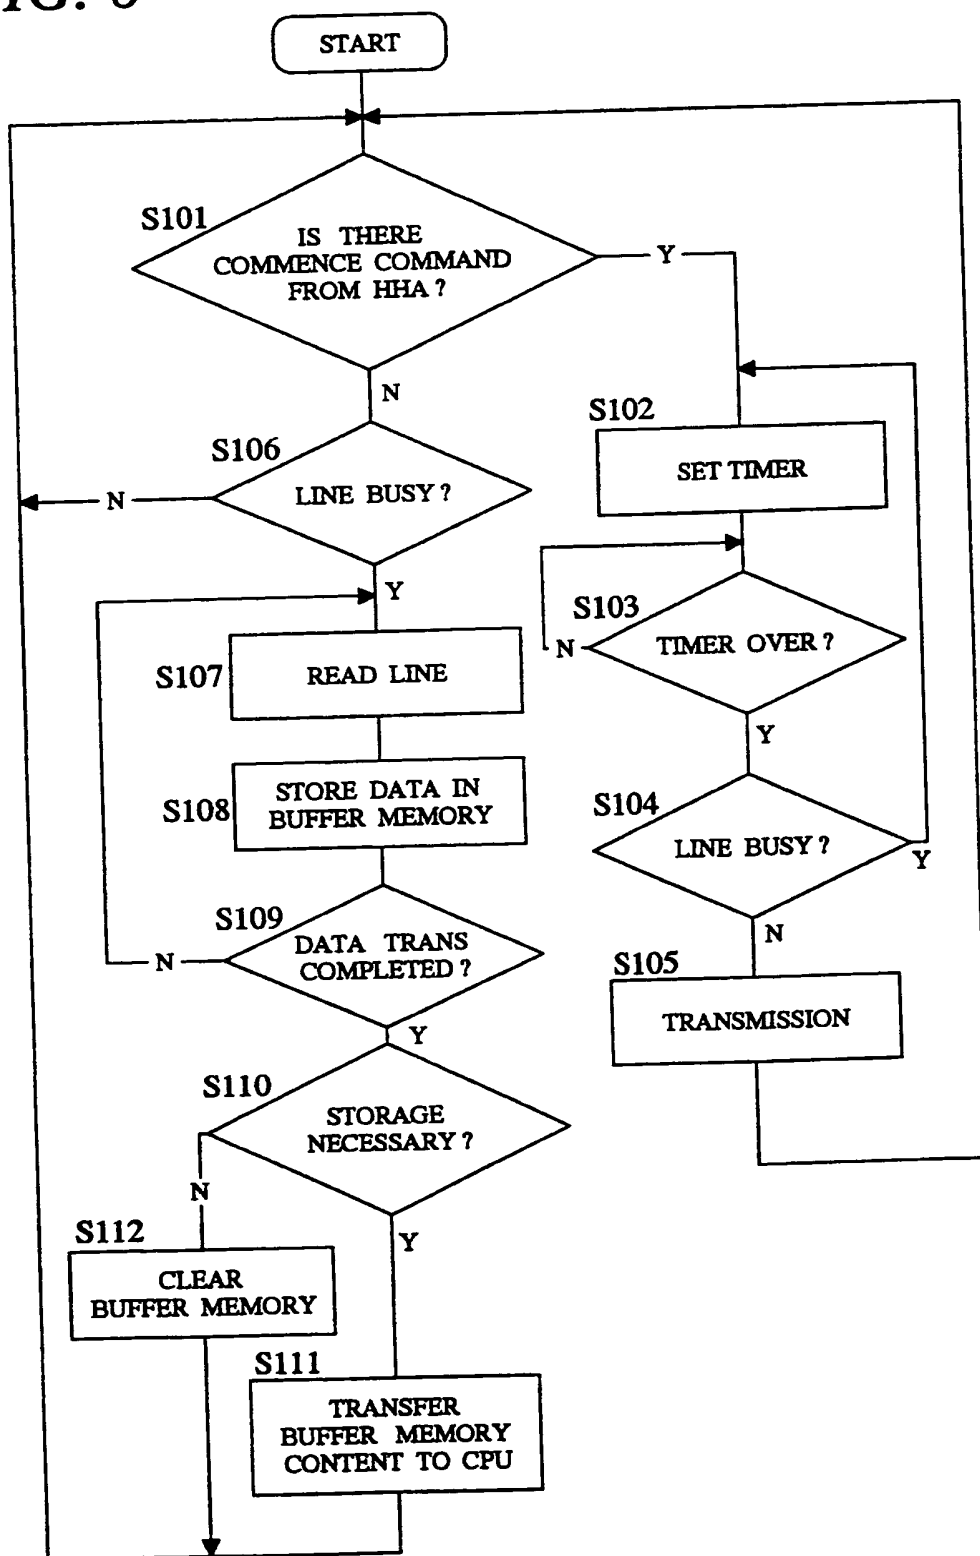 START
S101
IS THERE
COMMENCE COMMAND
FROM HHA ?
Y
N
S102
SET TIMER
S106
LINE BUSY ?
N
Y
S103
TIMER OVER ?
N
Y
S107
READ LINE
S108
STORE DATA IN
BUFFER MEMORY
S104
LINE BUSY ?
Y
N
S109
DATA TRANS
COMPLETED ?
N
Y
S105
TRANSMISSION
S110
STORAGE
NECESSARY ?
N
Y
S112
CLEAR
BUFFER MEMORY
S111
TRANSFER
BUFFER MEMORY
CONTENT TO CPU